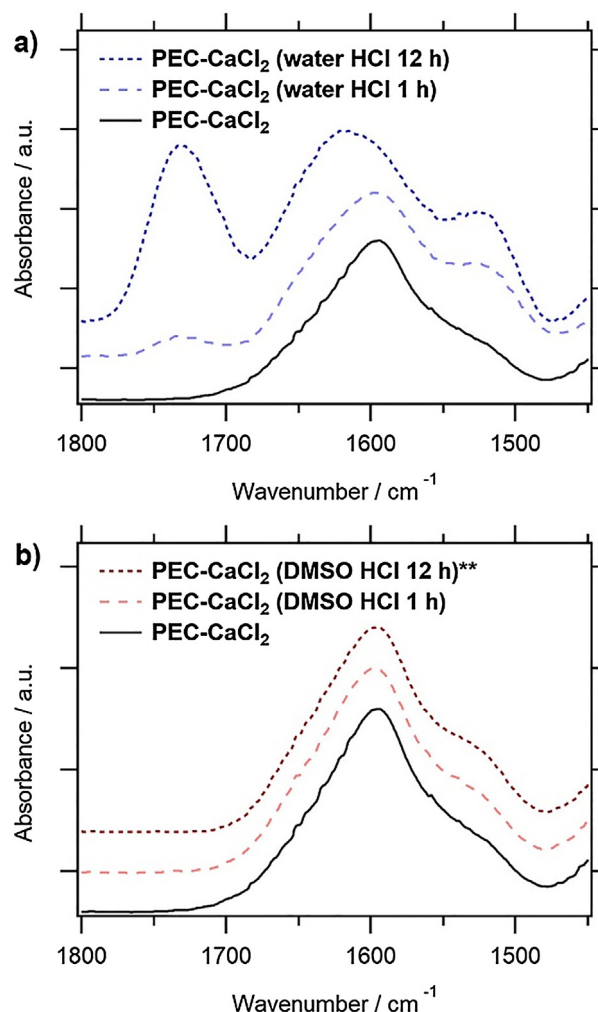 a)
PEC-CaCl2 (water HCl 12 h)
PEC-CaCl2 (water HCl 1 h)
PEC-CaCl2
Absorbance / a.u.
1800 1700 1600 1500
Wavenumber / cm -1
b)
PEC-CaCl2 (DMSO HCl 12 h)**
PEC-CaCl2 (DMSO HCl 1 h)
PEC-CaCl2
Absorbance / a.u.
1800 1700 1600 1500
Wavenumber / cm -1